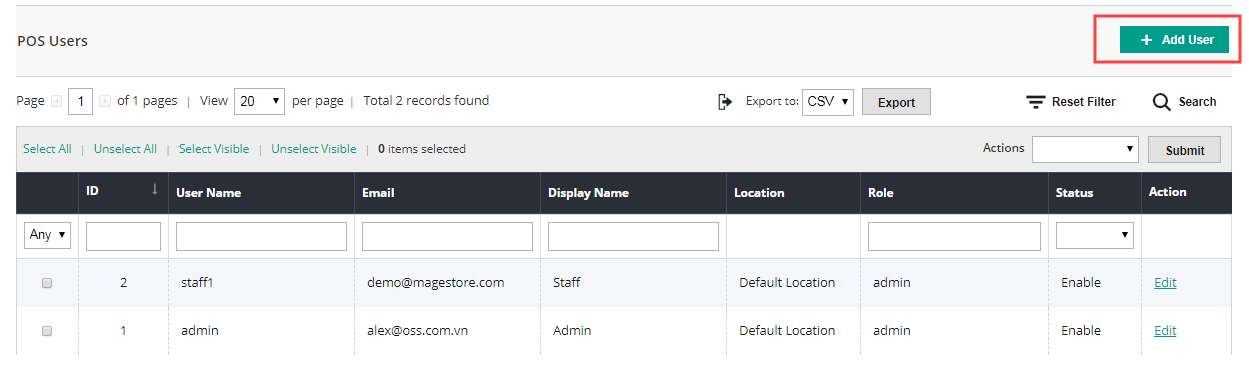 POS Users
+ Add User
Page 1 of 1 pages | View 20 per page | Total 2 records found Export to: CSV Export Reset Filter Search
Select All | Unselect All | Select Visible | Unselect Visible | 0 items selected Actions Submit
ID ↓ User Name Email Display Name Location Role Status Action
Any
2 staff1 demo@magestore.com Staff Default Location admin Enable Edit
1 admin alex@oss.com.vn Admin Default Location admin Enable Edit